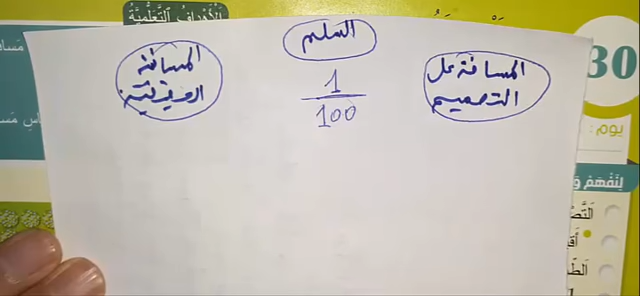 الأهداف التعلمية
30
يوم:
السلم
المسافة على
التصميم
1
100
المسافة
الحقيقية